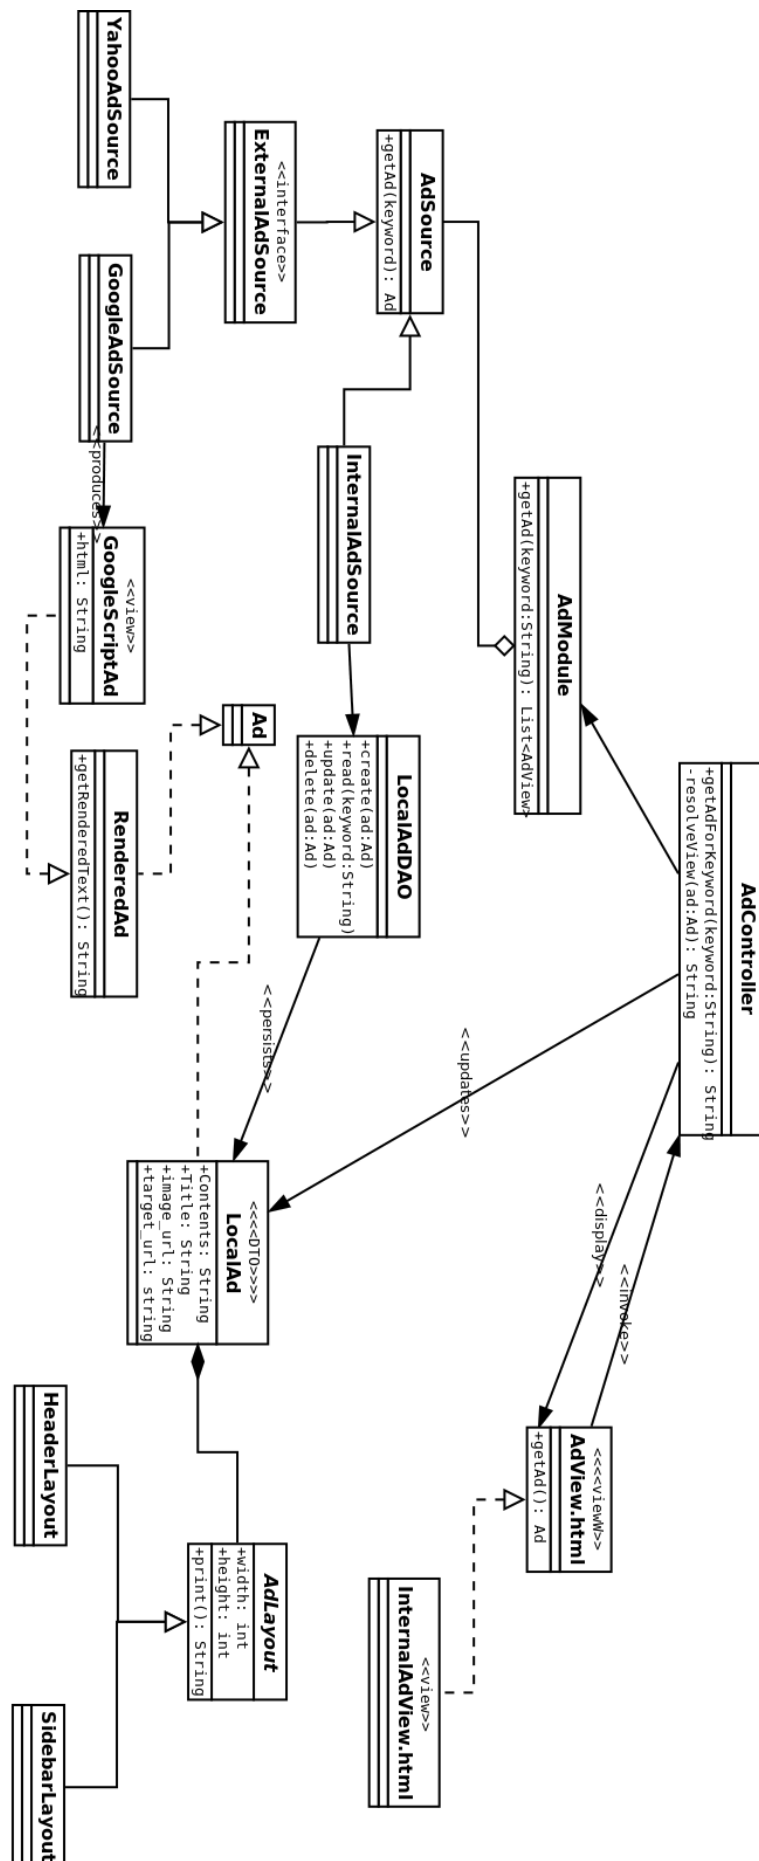 AdController
+getAdForKeyword(keyword:String): String
-resolveView(ad:Ad): String
AdModule
+getAd(keyword:String): List<AdView>
AdSource
+getAd(keyword): Ad
<<interface>>
ExternalAdSource
YahooAdSource
GoogleAdSource
<<produces>>
<<view>>
GoogleScriptAd
+html: String
InternalAdSource
LocalAdDAO
+create(ad:Ad)
+read(keyword:String)
+update(ad:Ad)
+delete(ad:Ad)
Ad
RenderedAd
+getRenderedText(): String
<<persists>>
<<updates>>
<<displays>>
<<invoke>>
<<<<DTO>>>>
LocalAd
+Contents: String
+Title: String
+image_url: String
+target_url: string
<<<<viewW>>
AdView.html
+getAd(): Ad
<<view>>
InternalAdView.html
AdLayout
+width: int
+height: int
+print(): String
HeaderLayout
SidebarLayout